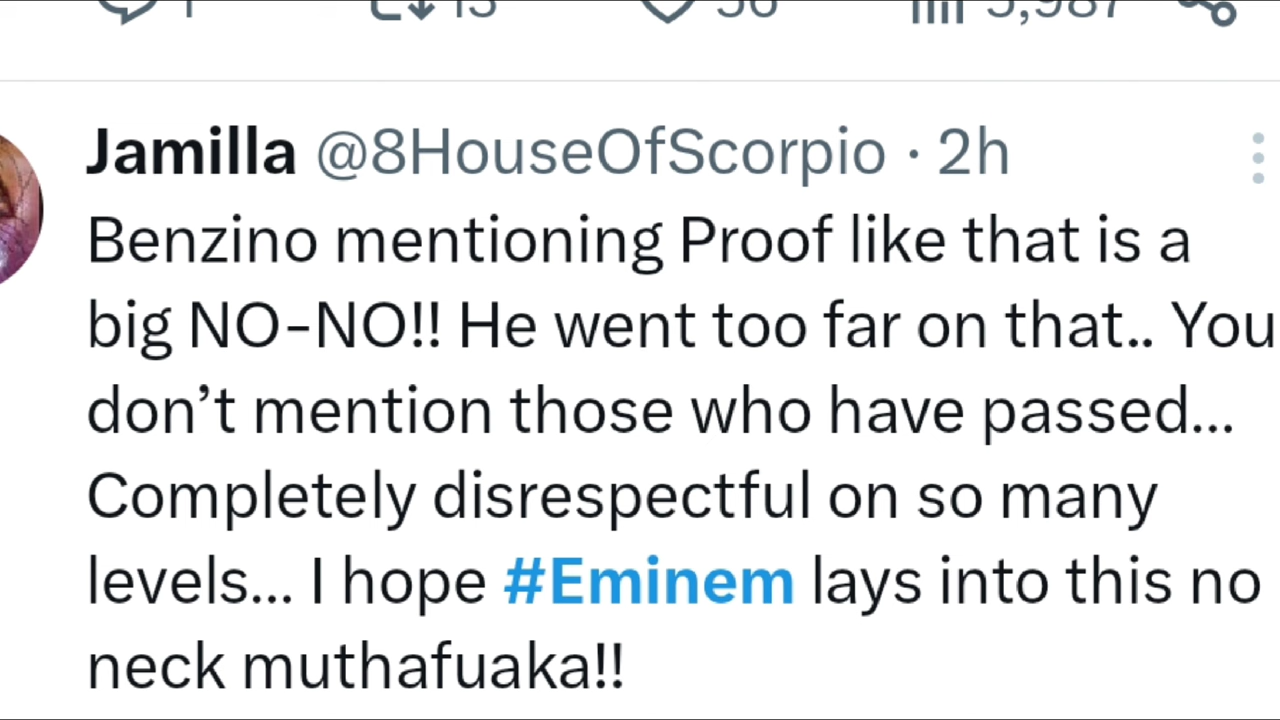 Jamilla @8HouseOfScorpio · 2h
Benzino mentioning Proof like that is a
big NO-NO!! He went too far on that.. You
don’t mention those who have passed...
Completely disrespectful on so many
levels... I hope #Eminem lays into this no
neck muthafuaka!!